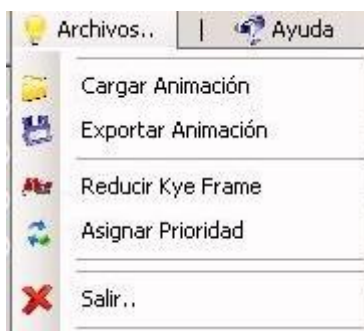 Archivos.. | Ayuda
Cargar Animación
Exportar Animación
Reducir Kye Frame
Asignar Prioridad
Salir..